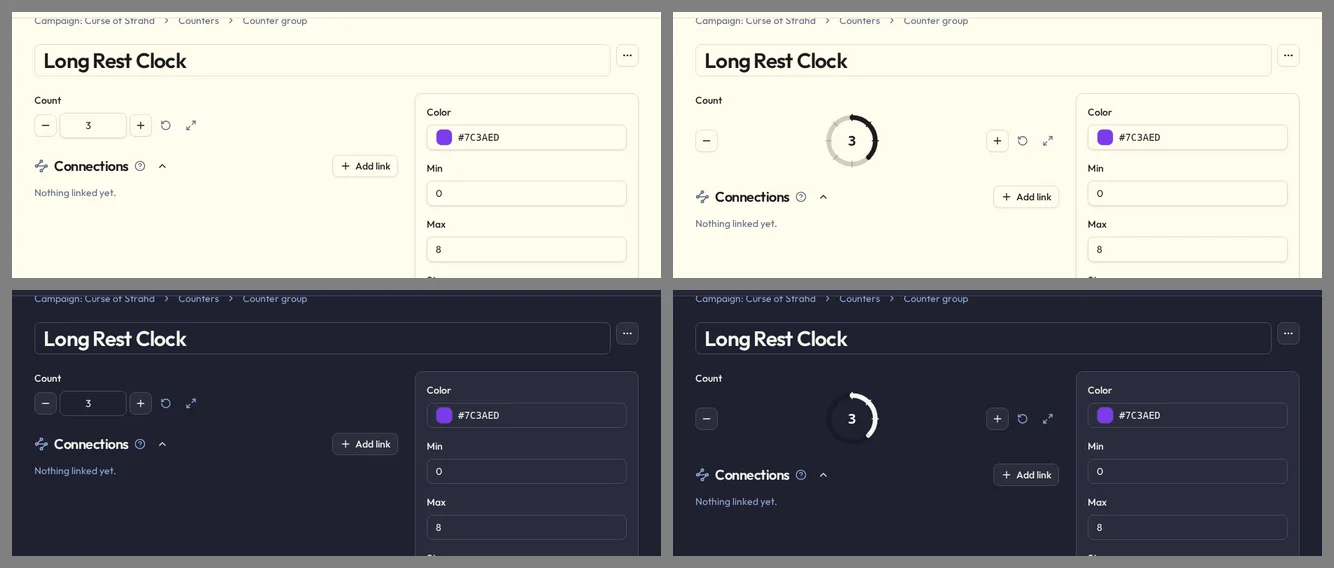 Campaign: Curse of Strahd > Counters > Counter group
Long Rest Clock
...
Count
− 3 +
Connections
Add link
Nothing linked yet.
Color
#7C3AED
Min
0
Max
8
Campaign: Curse of Strahd > Counters > Counter group
Long Rest Clock
...
Count
− 3 +
Connections
Add link
Nothing linked yet.
Color
#7C3AED
Min
0
Max
8
Campaign: Curse of Strahd > Counters > Counter group
Long Rest Clock
...
Count
− 3 +
Connections
Add link
Nothing linked yet.
Color
#7C3AED
Min
0
Max
8
Campaign: Curse of Strahd > Counters > Counter group
Long Rest Clock
...
Count
− 3 +
Connections
Add link
Nothing linked yet.
Color
#7C3AED
Min
0
Max
8